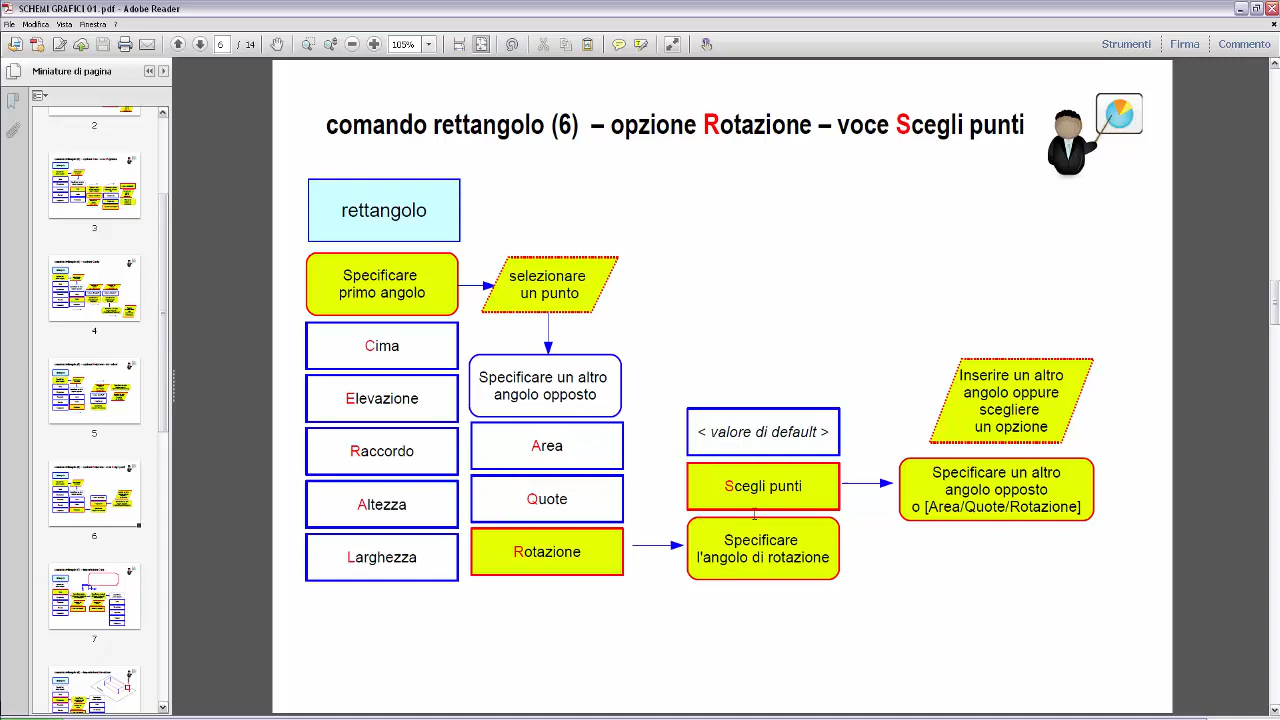 SCHEMI GRAFICI 01.pdf - Adobe Reader
File Modifica Vista Finestra ?
6 / 14 105% Strumenti Firma Commento
Miniature di pagina
2
3
4
5
6
7
comando rettangolo (6) – opzione Rotazione – voce Scegli punti
rettangolo
Specificare
primo angolo
selezionare
un punto
Cima
Elevazione
Raccordo
Altezza
Larghezza
Specificare un altro
angolo opposto
Area
Quote
Rotazione
< valore di default >
Scegli punti
Specificare
l'angolo di rotazione
Inserire un altro
angolo oppure
scegliere
un opzione
Specificare un altro
angolo opposto
o [Area/Quote/Rotazione]